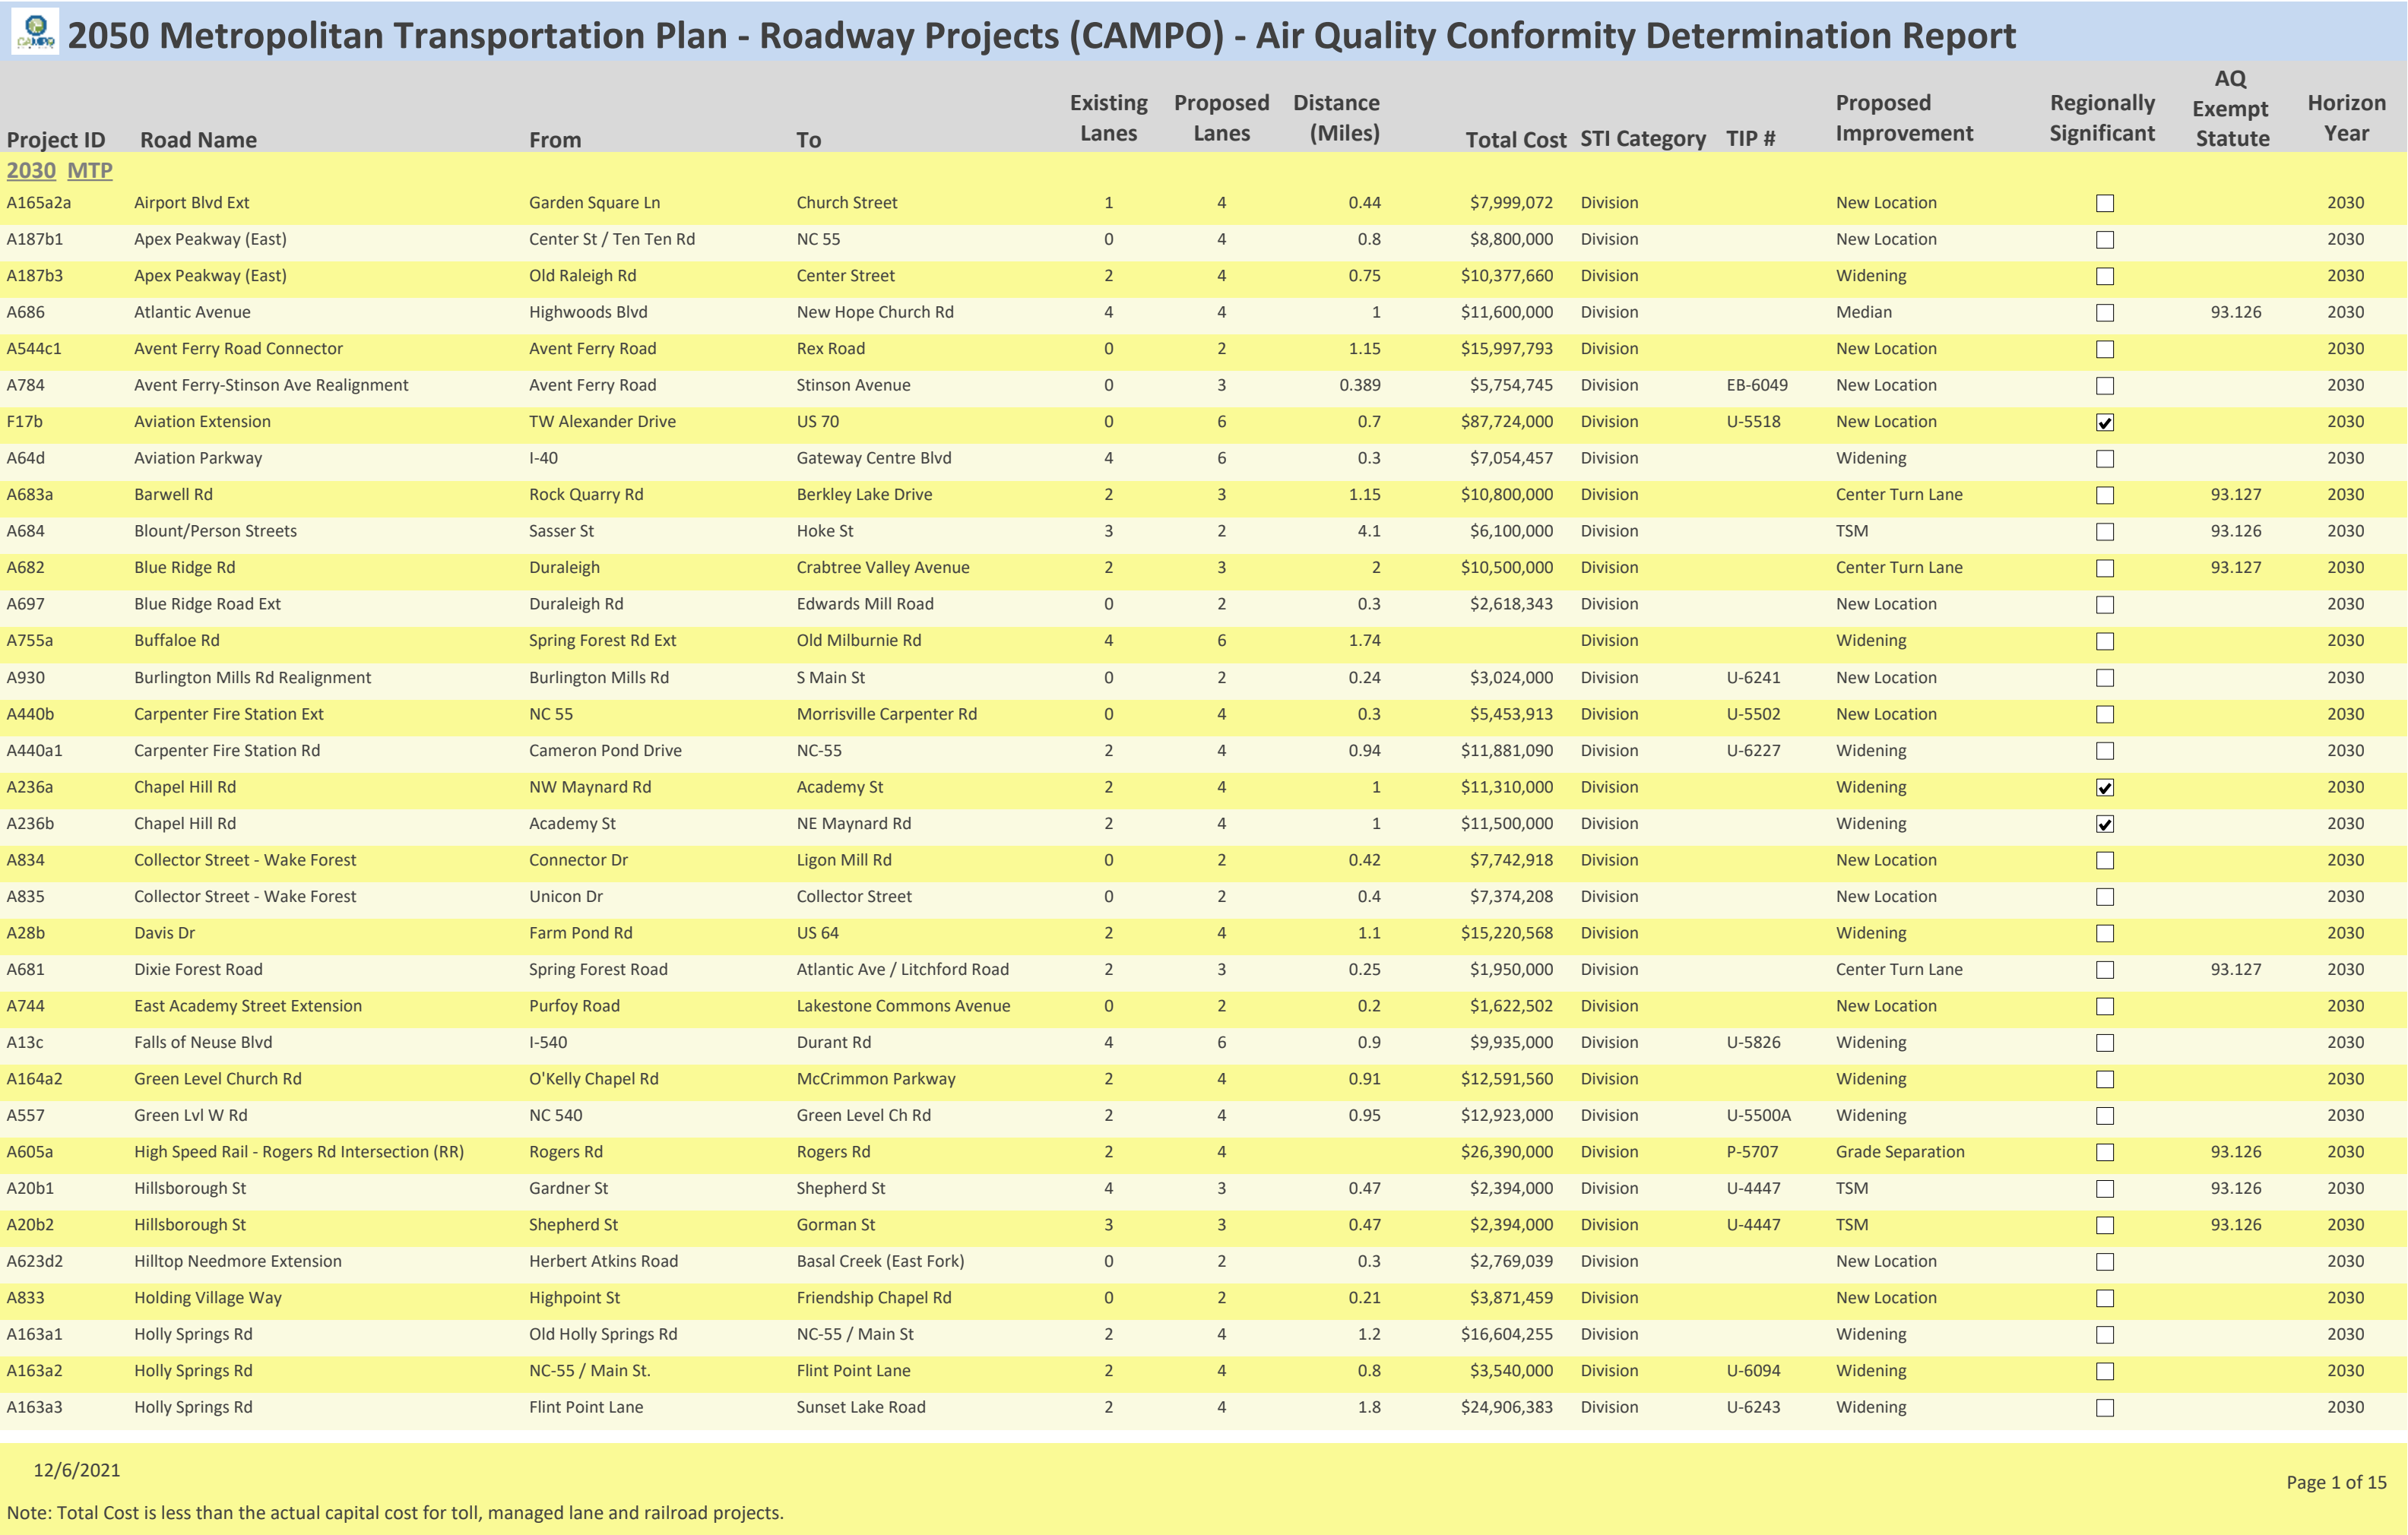 2050 Metropolitan Transportation Plan - Roadway Projects (CAMPO) - Air Quality Conformity Determination Report
Project ID Road Name From To Existing Lanes Proposed Lanes Distance (Miles) Total Cost STI Category TIP # Proposed Improvement Regionally Significant AQ Exempt Statute Horizon Year
2030 MTP
A165a2a Airport Blvd Ext Garden Square Ln Church Street 1 4 0.44 $7,999,072 Division New Location 2030
A187b1 Apex Peakway (East) Center St / Ten Ten Rd NC 55 0 4 0.8 $8,800,000 Division New Location 2030
A187b3 Apex Peakway (East) Old Raleigh Rd Center Street 2 4 0.75 $10,377,660 Division Widening 2030
A686 Atlantic Avenue Highwoods Blvd New Hope Church Rd 4 4 1 $11,600,000 Division Median 93.126 2030
A544c1 Avent Ferry Road Connector Avent Ferry Road Rex Road 0 2 1.15 $15,997,793 Division New Location 2030
A784 Avent Ferry-Stinson Ave Realignment Avent Ferry Road Stinson Avenue 0 3 0.389 $5,754,745 Division EB-6049 New Location 2030
F17b Aviation Extension TW Alexander Drive US 70 0 6 0.7 $87,724,000 Division U-5518 New Location 2030
A64d Aviation Parkway I-40 Gateway Centre Blvd 4 6 0.3 $7,054,457 Division Widening 2030
A683a Barwell Rd Rock Quarry Rd Berkley Lake Drive 2 3 1.15 $10,800,000 Division Center Turn Lane 93.127 2030
A684 Blount/Person Streets Sasser St Hoke St 3 2 4.1 $6,100,000 Division TSM 93.126 2030
A682 Blue Ridge Rd Duraleigh Crabtree Valley Avenue 2 3 2 $10,500,000 Division Center Turn Lane 93.127 2030
A697 Blue Ridge Road Ext Duraleigh Rd Edwards Mill Road 0 2 0.3 $2,618,343 Division New Location 2030
A755a Buffaloe Rd Spring Forest Rd Ext Old Milburnie Rd 4 6 1.74 Division Widening 2030
A930 Burlington Mills Rd Realignment Burlington Mills Rd S Main St 0 2 0.24 $3,024,000 Division U-6241 New Location 2030
A440b Carpenter Fire Station Ext NC 55 Morrisville Carpenter Rd 0 4 0.3 $5,453,913 Division U-5502 New Location 2030
A440a1 Carpenter Fire Station Rd Cameron Pond Drive NC-55 2 4 0.94 $11,881,090 Division U-6227 Widening 2030
A236a Chapel Hill Rd NW Maynard Rd Academy St 2 4 1 $11,310,000 Division Widening 2030
A236b Chapel Hill Rd Academy St NE Maynard Rd 2 4 1 $11,500,000 Division Widening 2030
A834 Collector Street - Wake Forest Connector Dr Ligon Mill Rd 0 2 0.42 $7,742,918 Division New Location 2030
A835 Collector Street - Wake Forest Unicon Dr Collector Street 0 2 0.4 $7,374,208 Division New Location 2030
A28b Davis Dr Farm Pond Rd US 64 2 4 1.1 $15,220,568 Division Widening 2030
A681 Dixie Forest Road Spring Forest Road Atlantic Ave / Litchford Road 2 3 0.25 $1,950,000 Division Center Turn Lane 93.127 2030
A744 East Academy Street Extension Purfoy Road Lakestone Commons Avenue 0 2 0.2 $1,622,502 Division New Location 2030
A13c Falls of Neuse Blvd I-540 Durant Rd 4 6 0.9 $9,935,000 Division U-5826 Widening 2030
A164a2 Green Level Church Rd O'Kelly Chapel Rd McCrimmon Parkway 2 4 0.91 $12,591,560 Division Widening 2030
A557 Green Lvl W Rd NC 540 Green Level Ch Rd 2 4 0.95 $12,923,000 Division U-5500A Widening 2030
A605a High Speed Rail - Rogers Rd Intersection (RR) Rogers Rd Rogers Rd 2 4 $26,390,000 Division P-5707 Grade Separation 93.126 2030
A20b1 Hillsborough St Gardner St Shepherd St 4 3 0.47 $2,394,000 Division U-4447 TSM 93.126 2030
A20b2 Hillsborough St Shepherd St Gorman St 3 3 0.47 $2,394,000 Division U-4447 TSM 93.126 2030
A623d2 Hilltop Needmore Extension Herbert Atkins Road Basal Creek (East Fork) 0 2 0.3 $2,769,039 Division New Location 2030
A833 Holding Village Way Highpoint St Friendship Chapel Rd 0 2 0.21 $3,871,459 Division New Location 2030
A163a1 Holly Springs Rd Old Holly Springs Rd NC-55 / Main St 2 4 1.2 $16,604,255 Division Widening 2030
A163a2 Holly Springs Rd NC-55 / Main St. Flint Point Lane 2 4 0.8 $3,540,000 Division U-6094 Widening 2030
A163a3 Holly Springs Rd Flint Point Lane Sunset Lake Road 2 4 1.8 $24,906,383 Division U-6243 Widening 2030
12/6/2021
Page 1 of 15
Note: Total Cost is less than the actual capital cost for toll, managed lane and railroad projects.